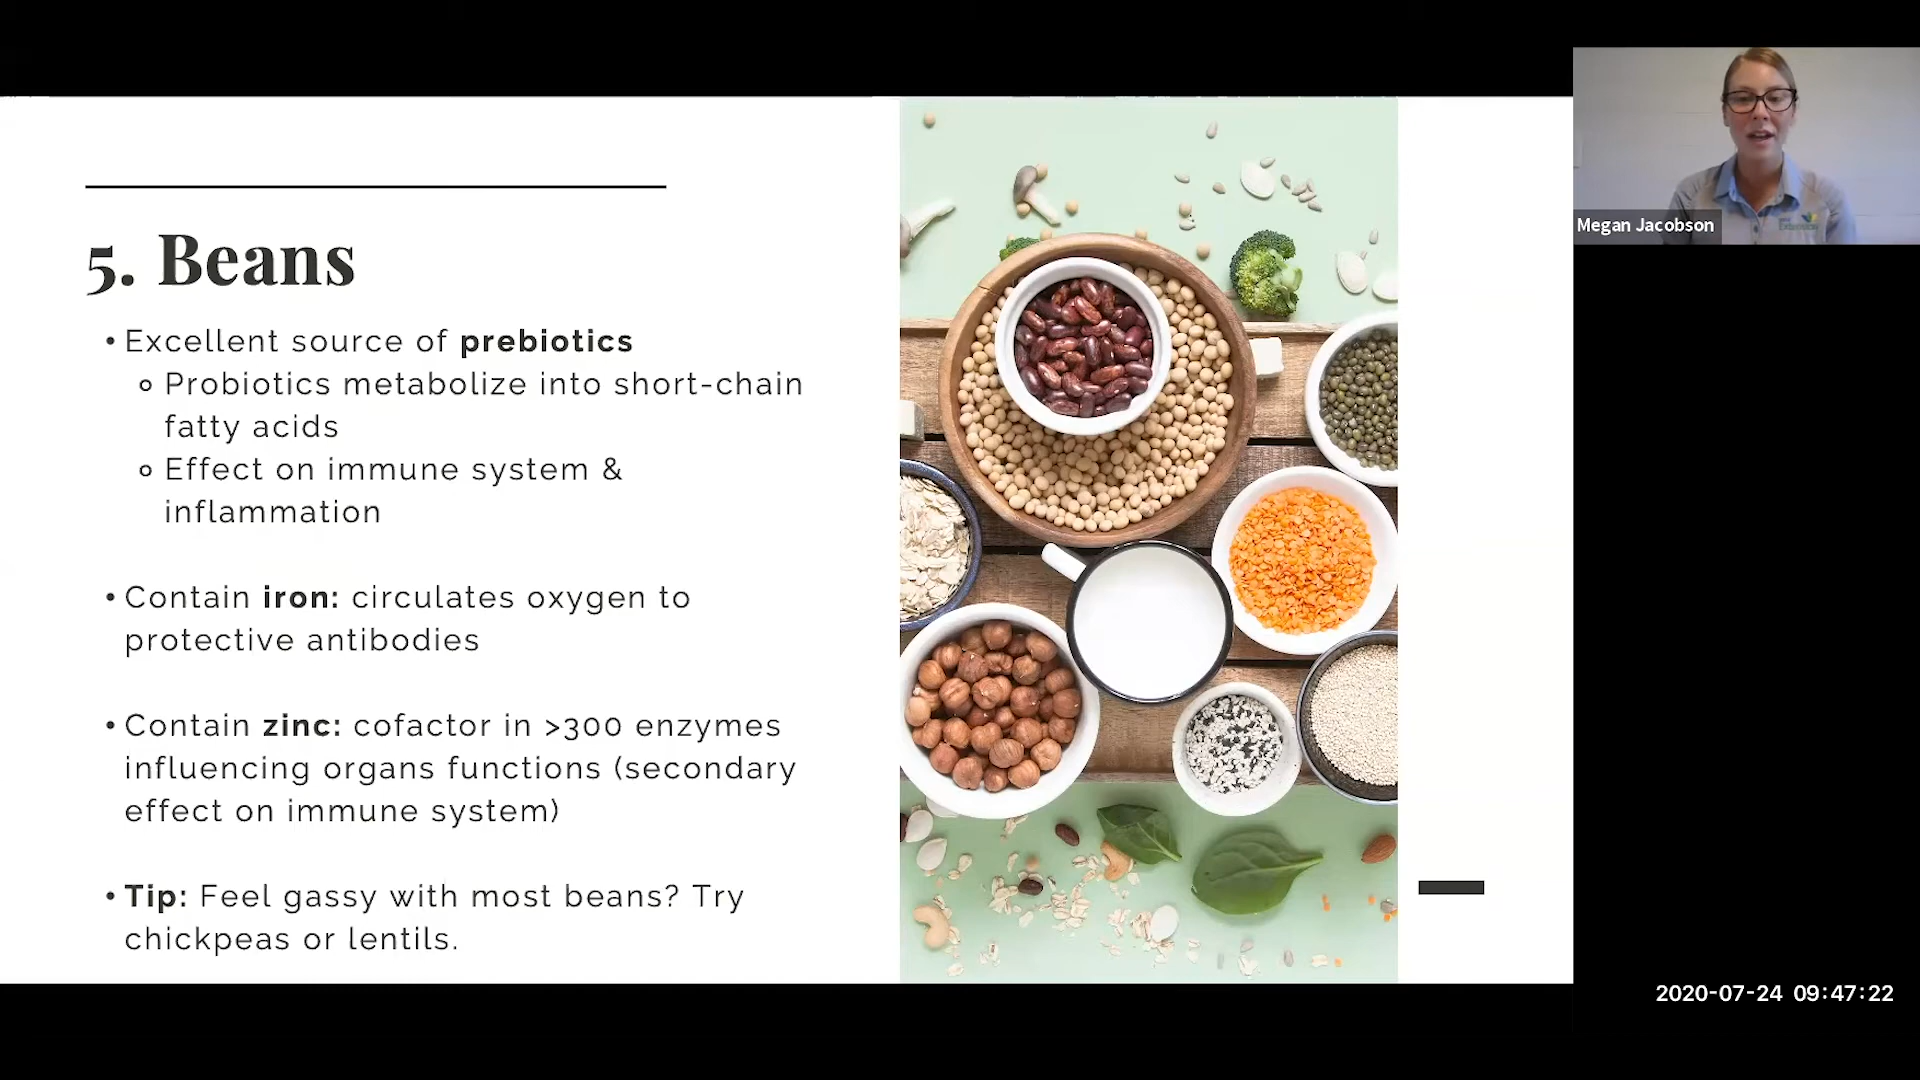 5. Beans
• Excellent source of prebiotics
Probiotics metabolize into short-chain
fatty acids
Effect on immune system &
inflammation
• Contain iron: circulates oxygen to
protective antibodies
• Contain zinc: cofactor in >300 enzymes
influencing organs functions (secondary
effect on immune system)
• Tip: Feel gassy with most beans? Try
chickpeas or lentils.
Megan Jacobson
2020-07-24 09:47:22